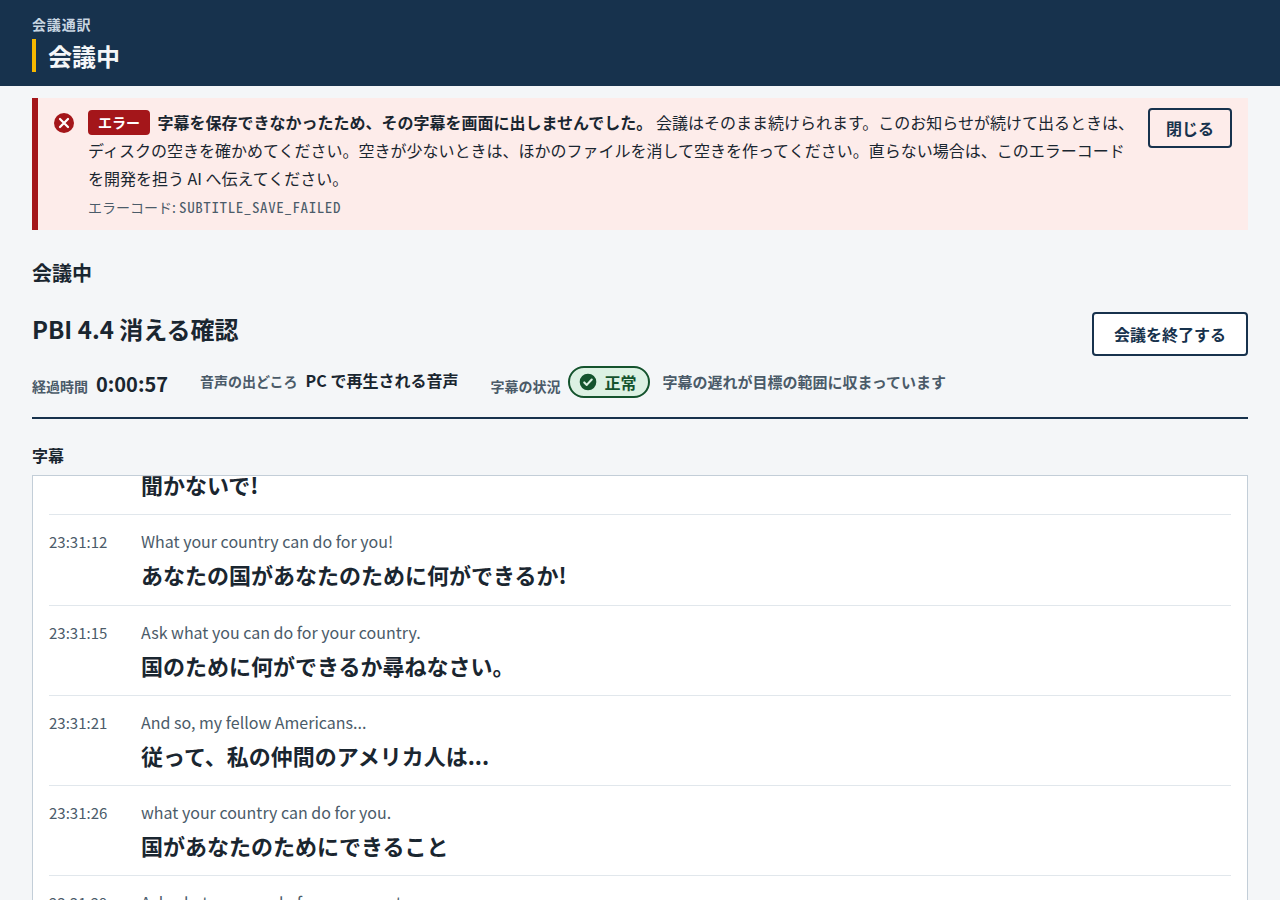 会議通訳
会議中
エラー 字幕を保存できなかったため、その字幕を画面に出しませんでした。 会議はそのまま続けられます。このお知らせが続けて出るときは、
ディスクの空きを確かめてください。空きが少ないときは、ほかのファイルを消して空きを作ってください。直らない場合は、このエラーコード
を開発を担う AI へ伝えてください。
エラーコード: SUBTITLE_SAVE_FAILED
閉じる
会議中
PBI 4.4 消える確認
会議を終了する
経過時間 0:00:57 音声の出どころ PC で再生される音声 字幕の状況 正常 字幕の遅れが目標の範囲に収まっています
字幕
聞かないで!
23:31:12 What your country can do for you!
あなたの国があなたのために何ができるか!
23:31:15 Ask what you can do for your country.
国のために何ができるか尋ねなさい。
23:31:21 And so, my fellow Americans...
従って、私の仲間のアメリカ人は...
23:31:26 what your country can do for you.
国があなたのためにできること